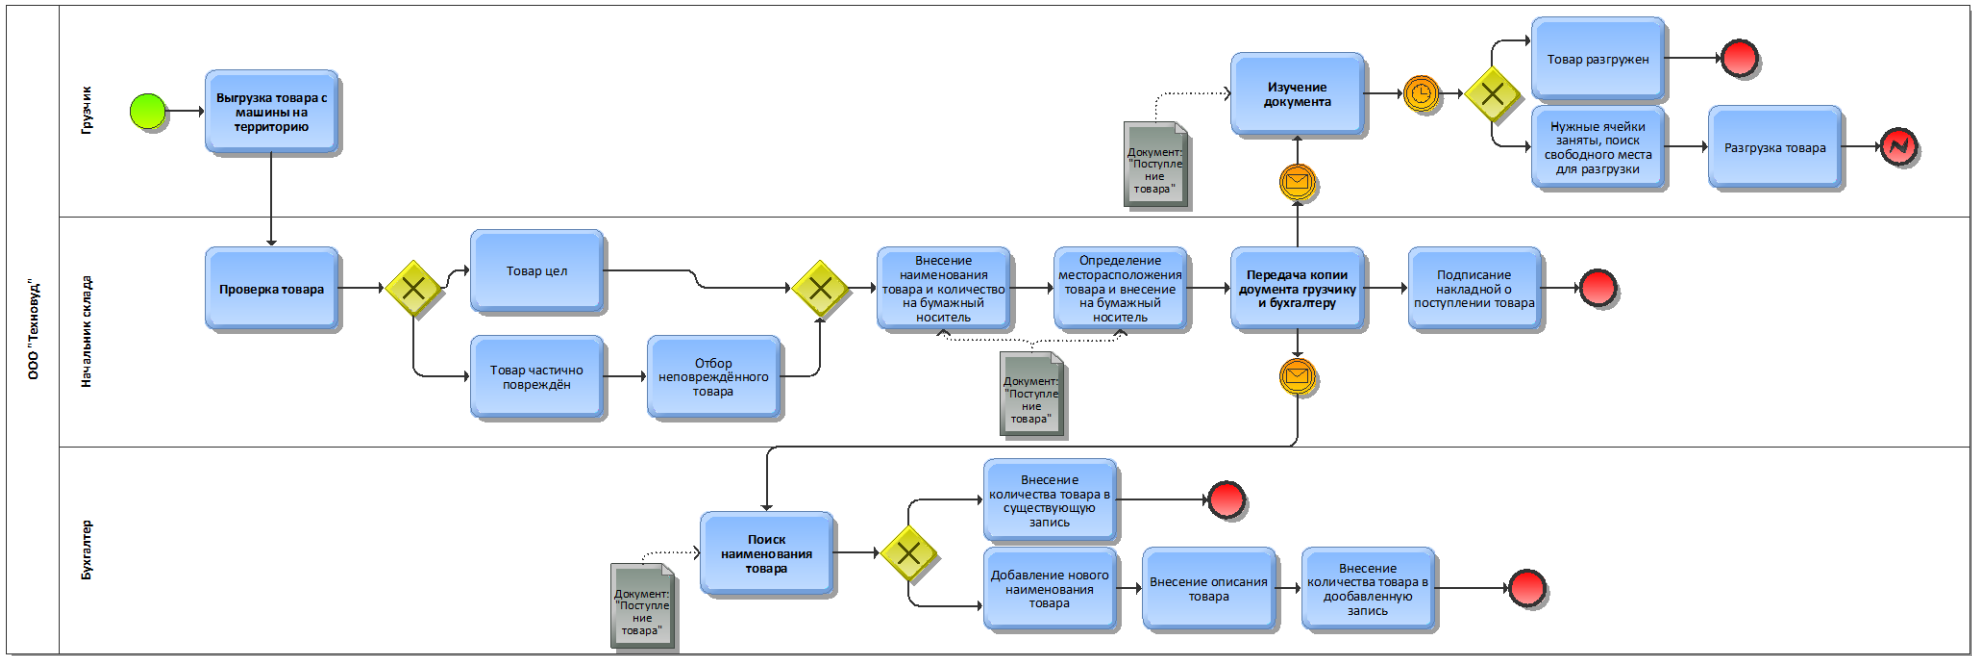 ООО "Техновуд"
Грузчик
Выгрузка товара с
машины на
территорию
Документ:
"Поступле
ние
товара"
Изучение
документа
Товар разгружен
Нужные ячейки
заняты, поиск
свободного места
для разгрузки
Разгрузка товара
Начальник склада
Проверка товара
Товар цел
Товар частично
повреждён
Отбор
неповреждённого
товара
Внесение
наименования
товара и количество
на бумажный
носитель
Определение
месторасположения
товара и внесение
на бумажный
носитель
Документ:
"Поступле
ние
товара"
Передача копии
доумента грузчику
и бухгалтеру
Подписание
накладной о
поступлении товара
Бухгалтер
Документ:
"Поступле
ние
товара"
Поиск
наименования
товара
Внесение
количества товара в
существующую
запись
Добавление нового
наименования
товара
Внесение описания
товара
Внесение
количества товара в
дообавленную
запись